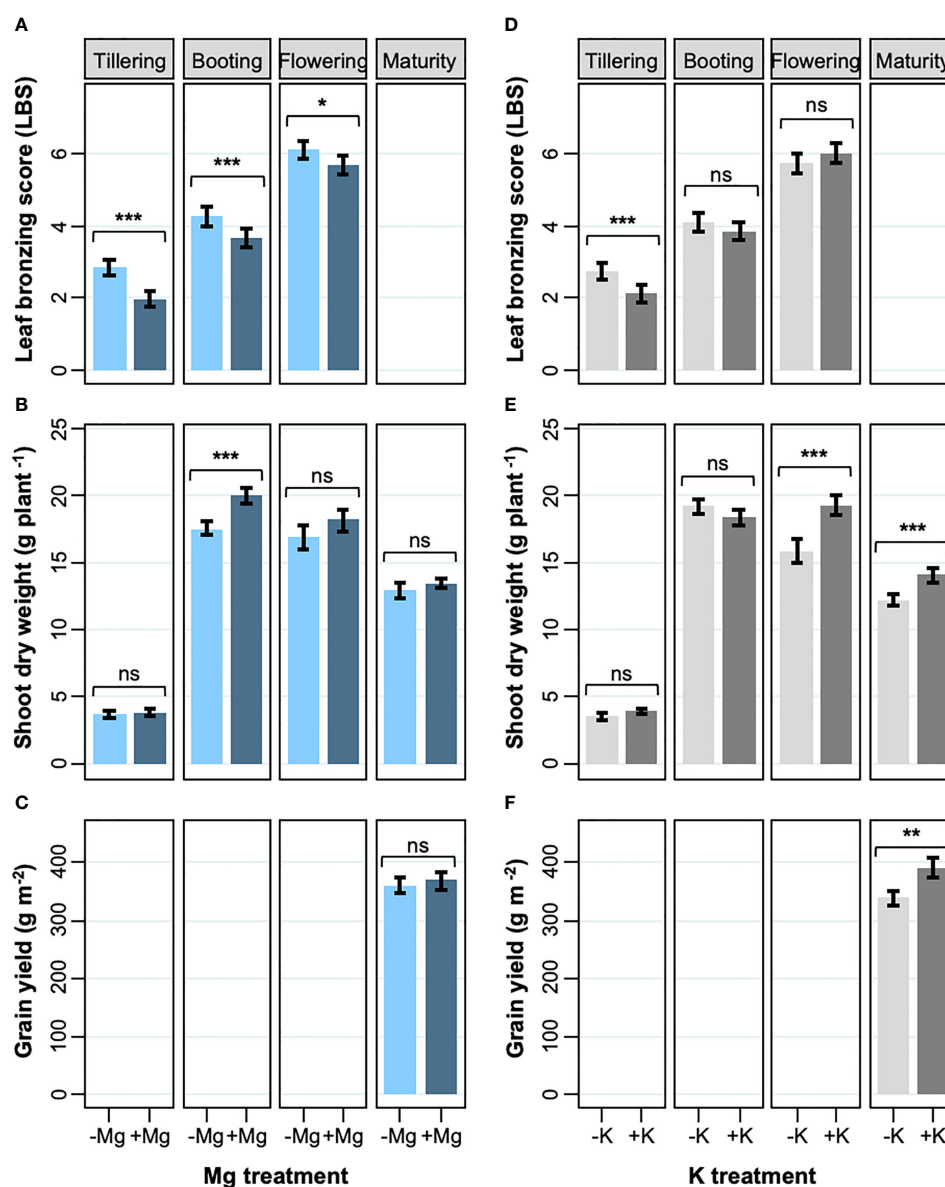 A
Tillering Booting Flowering Maturity
Leaf bronzing score (LBS)
0 2 4 6
*** *** *
B
Shoot dry weight (g plant -1)
0 5 10 15 20 25
ns *** ns ns
C
Grain yield (g m-2)
0 100 200 300 400
ns
-Mg +Mg -Mg +Mg -Mg +Mg -Mg +Mg
Mg treatment
D
Tillering Booting Flowering Maturity
Leaf bronzing score (LBS)
0 2 4 6
*** ns ns
E
Shoot dry weight (g plant -1)
0 5 10 15 20 25
ns ns *** ***
F
Grain yield (g m-2)
0 100 200 300 400
**
-K +K -K +K -K +K -K +K
K treatment